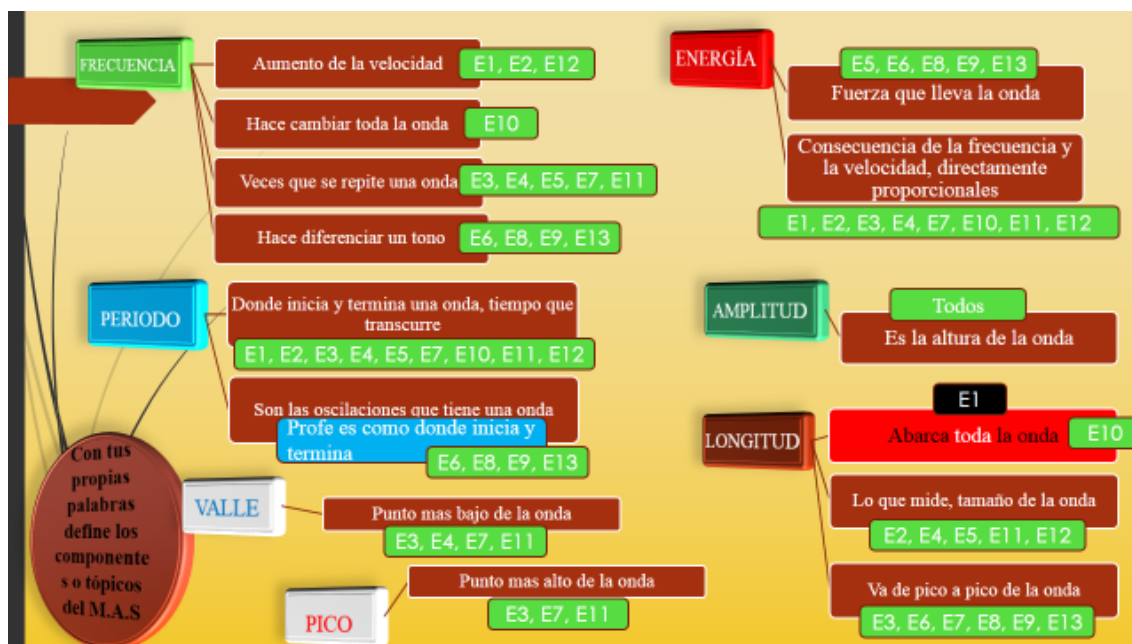 FRECUENCIA
Aumento de la velocidad
E1, E2, E12
Hace cambiar toda la onda
E10
Veces que se repite una onda
E3, E4, E5, E7, E11
Hace diferenciar un tono
E6, E8, E9, E13
PERIODO
Donde inicia y termina una onda, tiempo que
transcurre
E1, E2, E3, E4, E5, E7, E10, E11, E12
Son las oscilaciones que tiene una onda
Profe es como donde inicia y
termina
E6, E8, E9, E13
Con tus
propias
palabras
define los
componente
s o tópicos
del M.A.S
VALLE
Punto mas bajo de la onda
E3, E4, E7, E11
PICO
Punto mas alto de la onda
E3, E7, E11
ENERGÍA
E5, E6, E8, E9, E13
Fuerza que lleva la onda
Consecuencia de la frecuencia y
la velocidad, directamente
proporcionales
E1, E2, E3, E4, E7, E10, E11, E12
AMPLITUD
Todos
Es la altura de la onda
LONGITUD
E1
Abarca toda la onda
E10
Lo que mide, tamaño de la onda
E2, E4, E5, E11, E12
Va de pico a pico de la onda
E3, E6, E7, E8, E9, E13